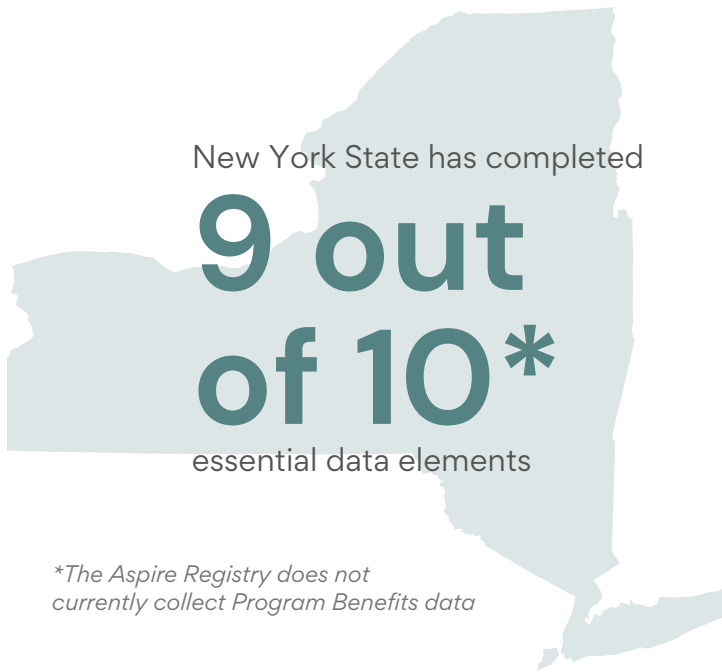 New York State has completed
9 out
of 10*
essential data elements
*The Aspire Registry does not
currently collect Program Benefits data